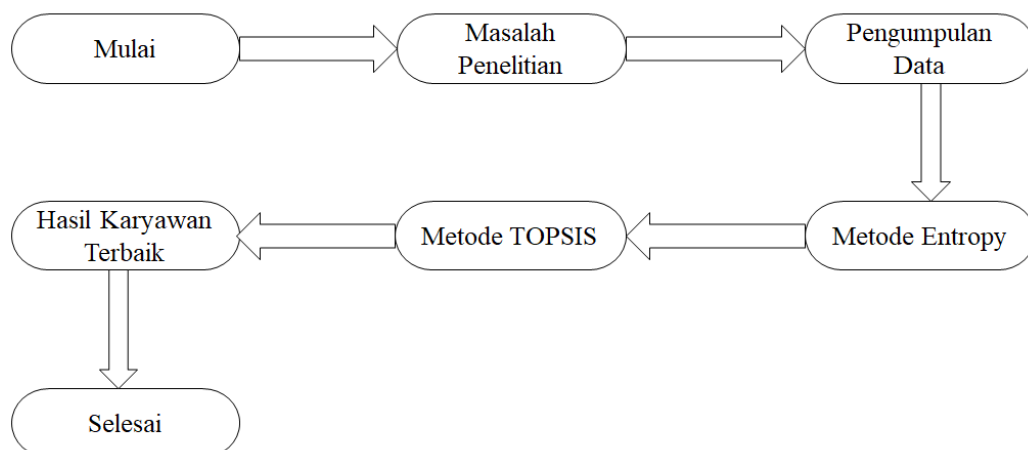 Mulai
Masalah
Penelitian
Pengumpulan
Data
Metode Entropy
Metode TOPSIS
Hasil Karyawan
Terbaik
Selesai